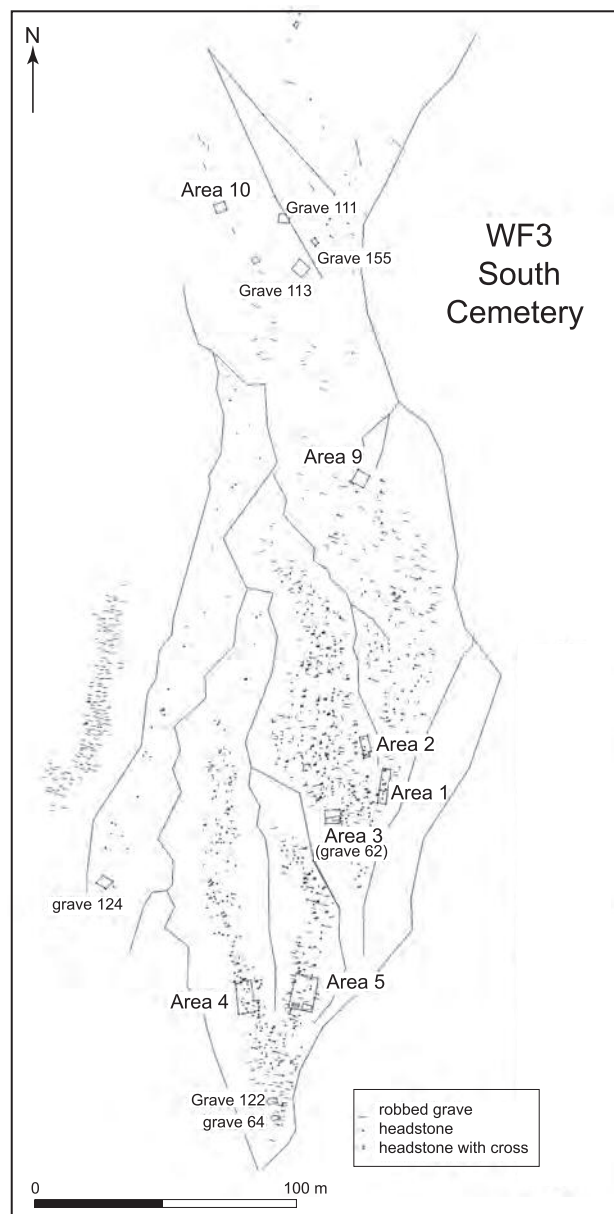 N
Area 10
Grave 111
Grave 155
Grave 113
WF3
South
Cemetery
Area 9
Area 2
Area 1
Area 3
(grave 62)
grave 124
Area 4
Area 5
Grave 122
grave 64
robbed grave
headstone
headstone with cross
0
100 m